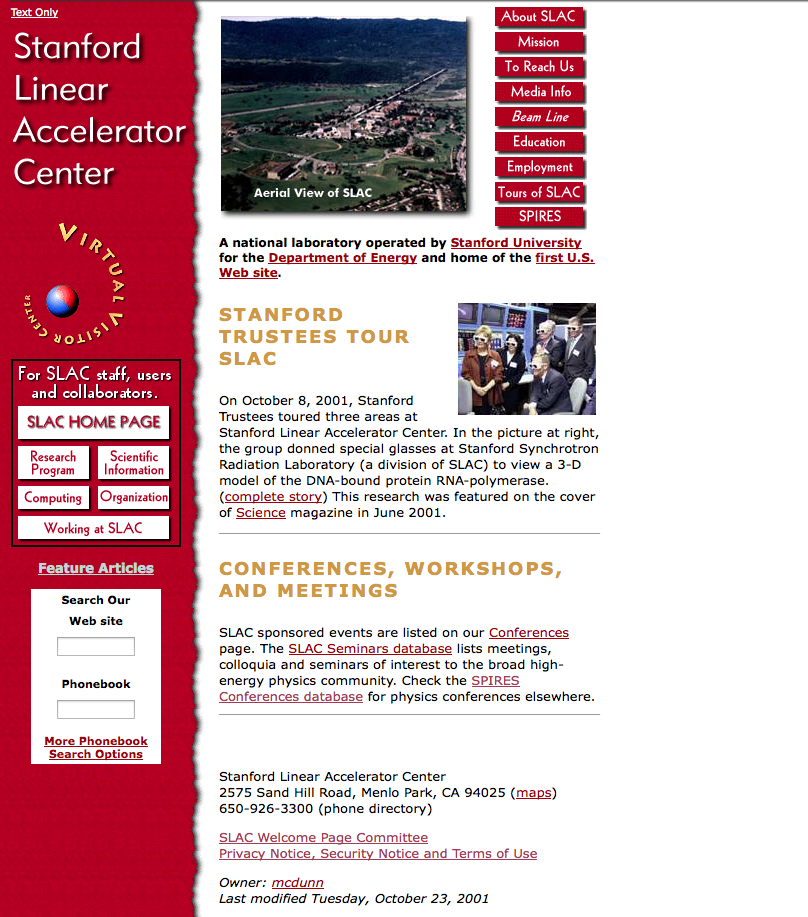 Text Only
Stanford
Linear
Accelerator
Center
VIRTUAL VISITOR CENTER
For SLAC staff, users
and collaborators.
SLAC HOME PAGE
Research
Program
Scientific
Information
Computing
Organization
Working at SLAC
Feature Articles
Search Our
Web site
Phonebook
More Phonebook
Search Options
Aerial View of SLAC
About SLAC
Mission
To Reach Us
Media Info
Beam Line
Education
Employment
Tours of SLAC
SPIRES
A national laboratory operated by Stanford University
for the Department of Energy and home of the first U.S.
Web site.
STANFORD
TRUSTEES TOUR
SLAC
On October 8, 2001, Stanford
Trustees toured three areas at
Stanford Linear Accelerator Center. In the picture at right,
the group donned special glasses at Stanford Synchrotron
Radiation Laboratory (a division of SLAC) to view a 3-D
model of the DNA-bound protein RNA-polymerase.
(complete story) This research was featured on the cover
of Science magazine in June 2001.
CONFERENCES, WORKSHOPS,
AND MEETINGS
SLAC sponsored events are listed on our Conferences
page. The SLAC Seminars database lists meetings,
colloquia and seminars of interest to the broad high-
energy physics community. Check the SPIRES
Conferences database for physics conferences elsewhere.
Stanford Linear Accelerator Center
2575 Sand Hill Road, Menlo Park, CA 94025 (maps)
650-926-3300 (phone directory)
SLAC Welcome Page Committee
Privacy Notice, Security Notice and Terms of Use
Owner: mcdunn
Last modified Tuesday, October 23, 2001